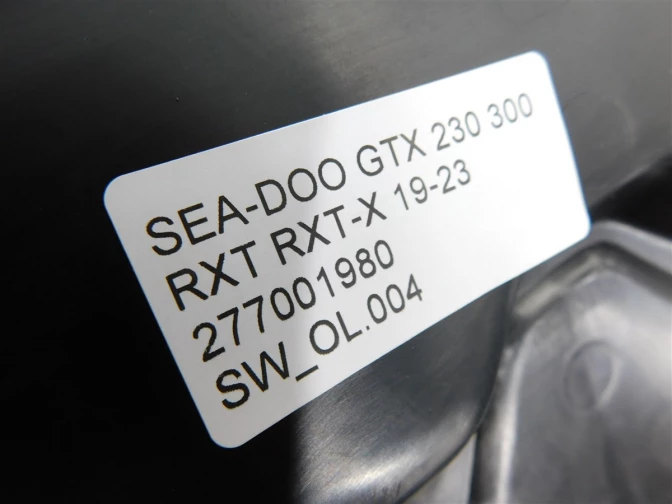 SEA-DOO GTX 230 300
RXT RXT-X 19-23
277001980
SW_OL.004